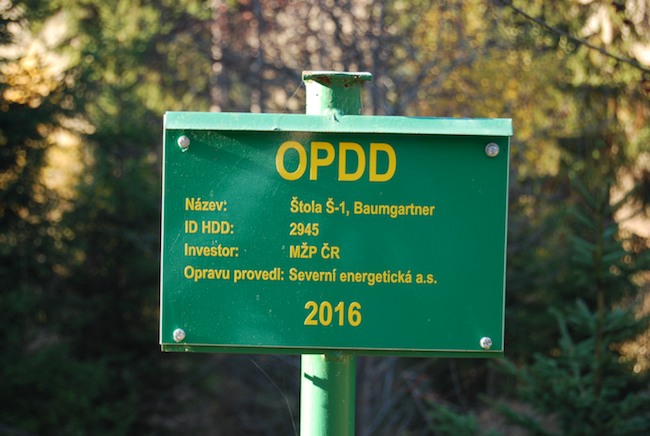 OPDD
Název: Štola Š-1, Baumgartner
ID HDD: 2945
Investor: MŽP ČR
Opravu provedl: Severní energetická a.s.
2016